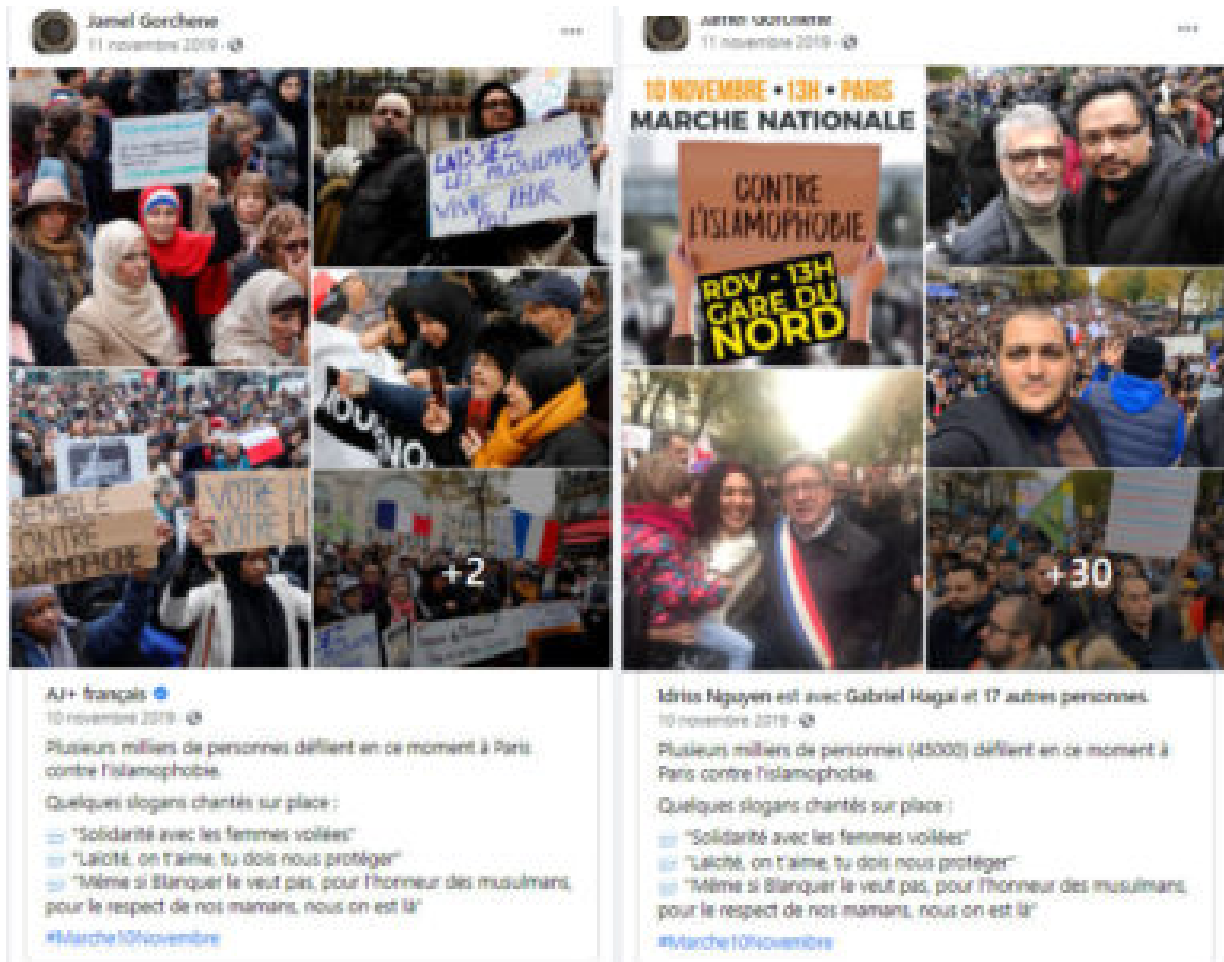 Jamel Gorchene
11 novembre 2019
LAISSEZ
LES MUSULMANS
VIVRE LEUR
SEMBLE
CONTRE
ISLAMOPHOBIE
VOTRE LA
NOTRE L
+2
AJ+ français
10 novembre 2019
Plusieurs milliers de personnes défilent en ce moment à Paris
contre l'islamophobie.
Quelques slogans chantés sur place :
"Solidarité avec les femmes voilées"
"Laïcité, on t'aime, tu dois nous protéger"
"Même si Blanquer le veut pas, pour l'honneur des musulmans,
pour le respect de nos mamans, nous on est là"
#Marche10Novembre
Jamel Gorchene
11 novembre 2019
10 NOVEMBRE • 13H • PARIS
MARCHE NATIONALE
CONTRE
L'ISLAMOPHOBIE
RDV - 13H
GARE DU
NORD
+30
Idriss Nguyen est avec Gabriel Hagai et 17 autres personnes.
10 novembre 2019
Plusieurs milliers de personnes (45000) défilent en ce moment à
Paris contre l'islamophobie.
Quelques slogans chantés sur place :
"Solidarité avec les femmes voilées"
"Laïcité, on t'aime, tu dois nous protéger"
"Même si Blanquer le veut pas, pour l'honneur des musulmans,
pour le respect de nos mamans, nous on est là"
#Marche10Novembre